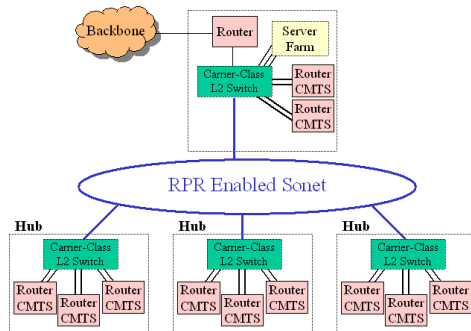 Backbone
Router
Server
Farm
Carrier-Class
L2 Switch
Router
CMTS
Router
CMTS
RPR Enabled Sonet
Hub
Carrier-Class
L2 Switch
Router
CMTS
Router
CMTS
Router
CMTS
Hub
Carrier-Class
L2 Switch
Router
CMTS
Router
CMTS
Router
CMTS
Hub
Carrier-Class
L2 Switch
Router
CMTS
Router
CMTS
Router
CMTS